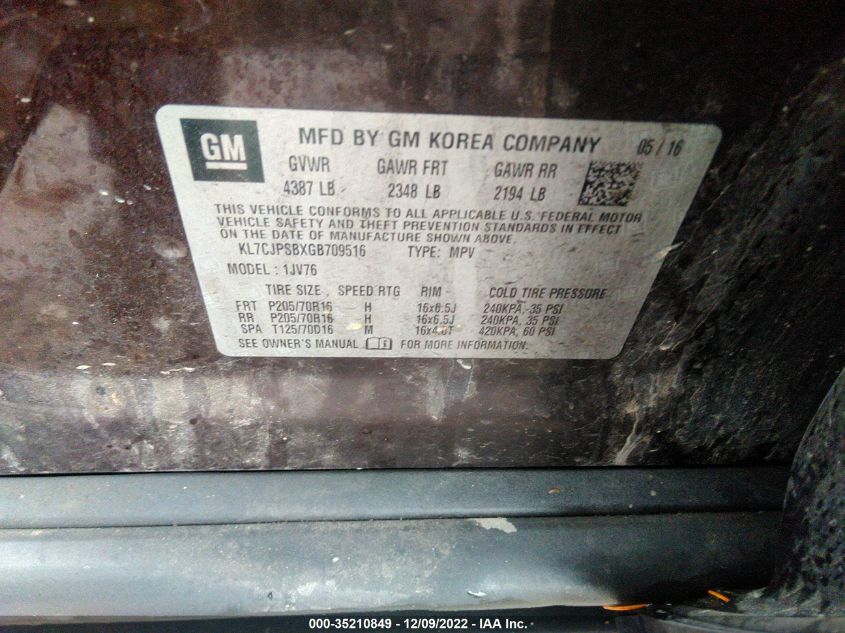 GM
MFD BY GM KOREA COMPANY 05 / 16
GVWR GAWR FRT GAWR RR
4387 LB 2348 LB 2194 LB
THIS VEHICLE CONFORMS TO ALL APPLICABLE U.S. FEDERAL MOTOR
VEHICLE SAFETY AND THEFT PREVENTION STANDARDS IN EFFECT
ON THE DATE OF MANUFACTURE SHOWN ABOVE.
KL7CJPSBXGB709516 TYPE: MPV
MODEL : 1JV76
TIRE SIZE SPEED RTG RIM COLD TIRE PRESSURE
FRT P205/70R16 H 16x6.5J 240KPA, 35 PSI
RR P205/70R16 H 16x6.5J 240KPA, 35 PSI
SPA T125/70D16 M 16x4.0T 420KPA, 60 PSI
SEE OWNER'S MANUAL FOR MORE INFORMATION.
000-35210849 - 12/09/2022 - IAA Inc.